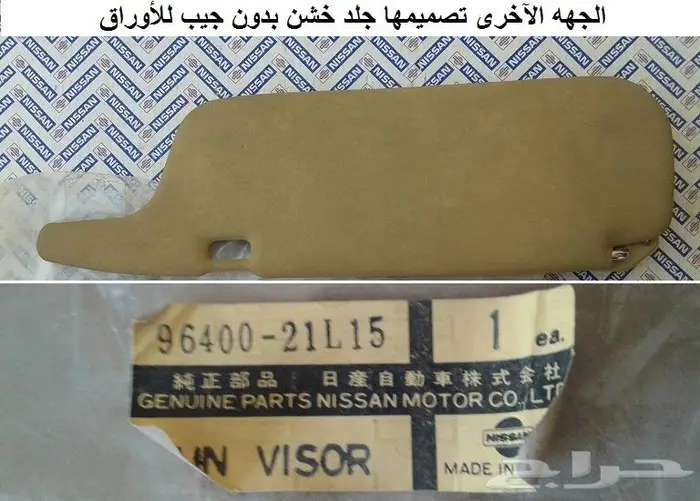 الجهه الآخرى تصميمها جلد خشن بدون جيب للأوراق
NISSAN
96400-21L15 1 ea.
純正部品 日産自動車株式会社
GENUINE PARTS NISSAN MOTOR CO., LT
NISSAN
VISOR MADE IN
حراج